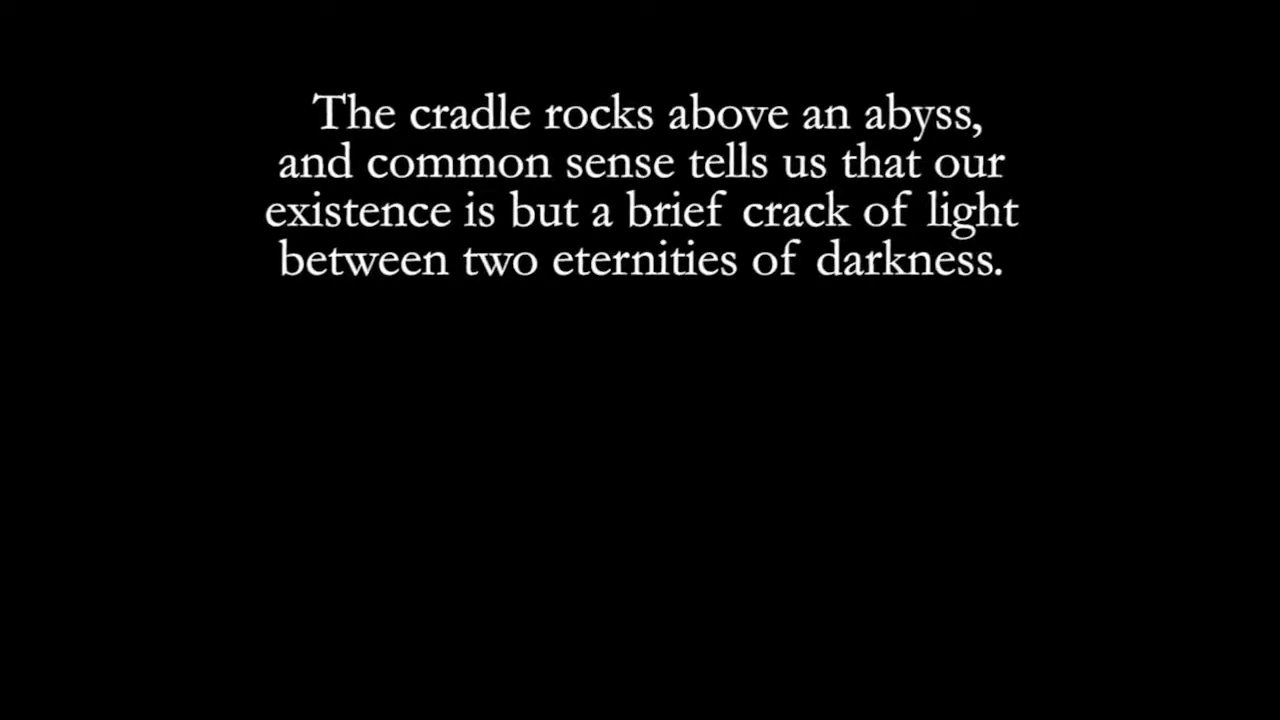 The cradle rocks above an abyss,
and common sense tells us that our
existence is but a brief crack of light
between two eternities of darkness.